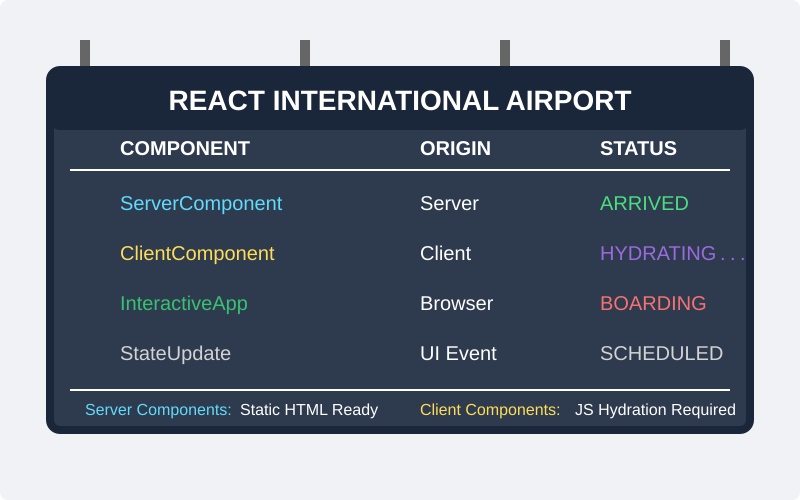 REACT INTERNATIONAL AIRPORT
COMPONENT ORIGIN STATUS
ServerComponent Server ARRIVED
ClientComponent Client HYDRATING...
InteractiveApp Browser BOARDING
StateUpdate UI Event SCHEDULED
Server Components: Static HTML Ready Client Components: JS Hydration Required